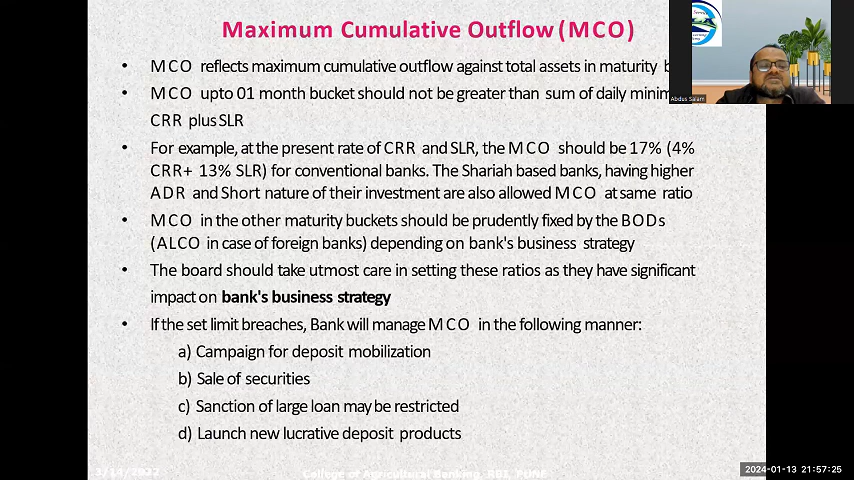 Maximum Cumulative Outflow (MCO)
• MCO reflects maximum cumulative outflow against total assets in maturity
• MCO upto 01 month bucket should not be greater than sum of daily
CRR plus SLR
• For example, at the present rate of CRR and SLR, the MCO should be 17% (4%
CRR+ 13% SLR) for conventional banks. The Shariah based banks, having higher
ADR and Short nature of their investment are also allowed MCO at same ratio
• MCO in the other maturity buckets should be prudently fixed by the BODs
(ALCO in case of foreign banks) depending on bank's business strategy
• The board should take utmost care in setting these ratios as they have significant
impact on bank's business strategy
• If the set limit breaches, Bank will manage MCO in the following manner:
a) Campaign for deposit mobilization
b) Sale of securities
c) Sanction of large loan may be restricted
d) Launch new lucrative deposit products
3/14/2022
College of Agricultural Banking, RBI, PUNE
Abdus Salam
2024-01-13 21:57:25